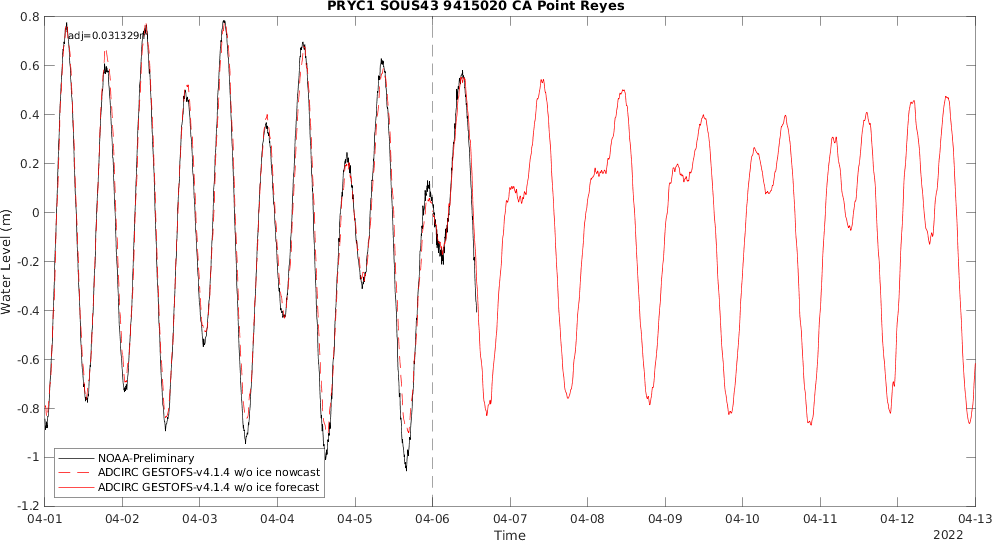 PRYC1 SOUS43 9415020 CA Point Reyes
adj=0.031329m
0.8
0.6
0.4
0.2
0
-0.2
-0.4
-0.6
-0.8
-1
-1.2
Water Level (m)
NOAA-Preliminary
ADCIRC GESTOFS-v4.1.4 w/o ice nowcast
ADCIRC GESTOFS-v4.1.4 w/o ice forecast
04-01 04-02 04-03 04-04 04-05 04-06 04-07 04-08 04-09 04-10 04-11 04-12 04-13
Time
2022